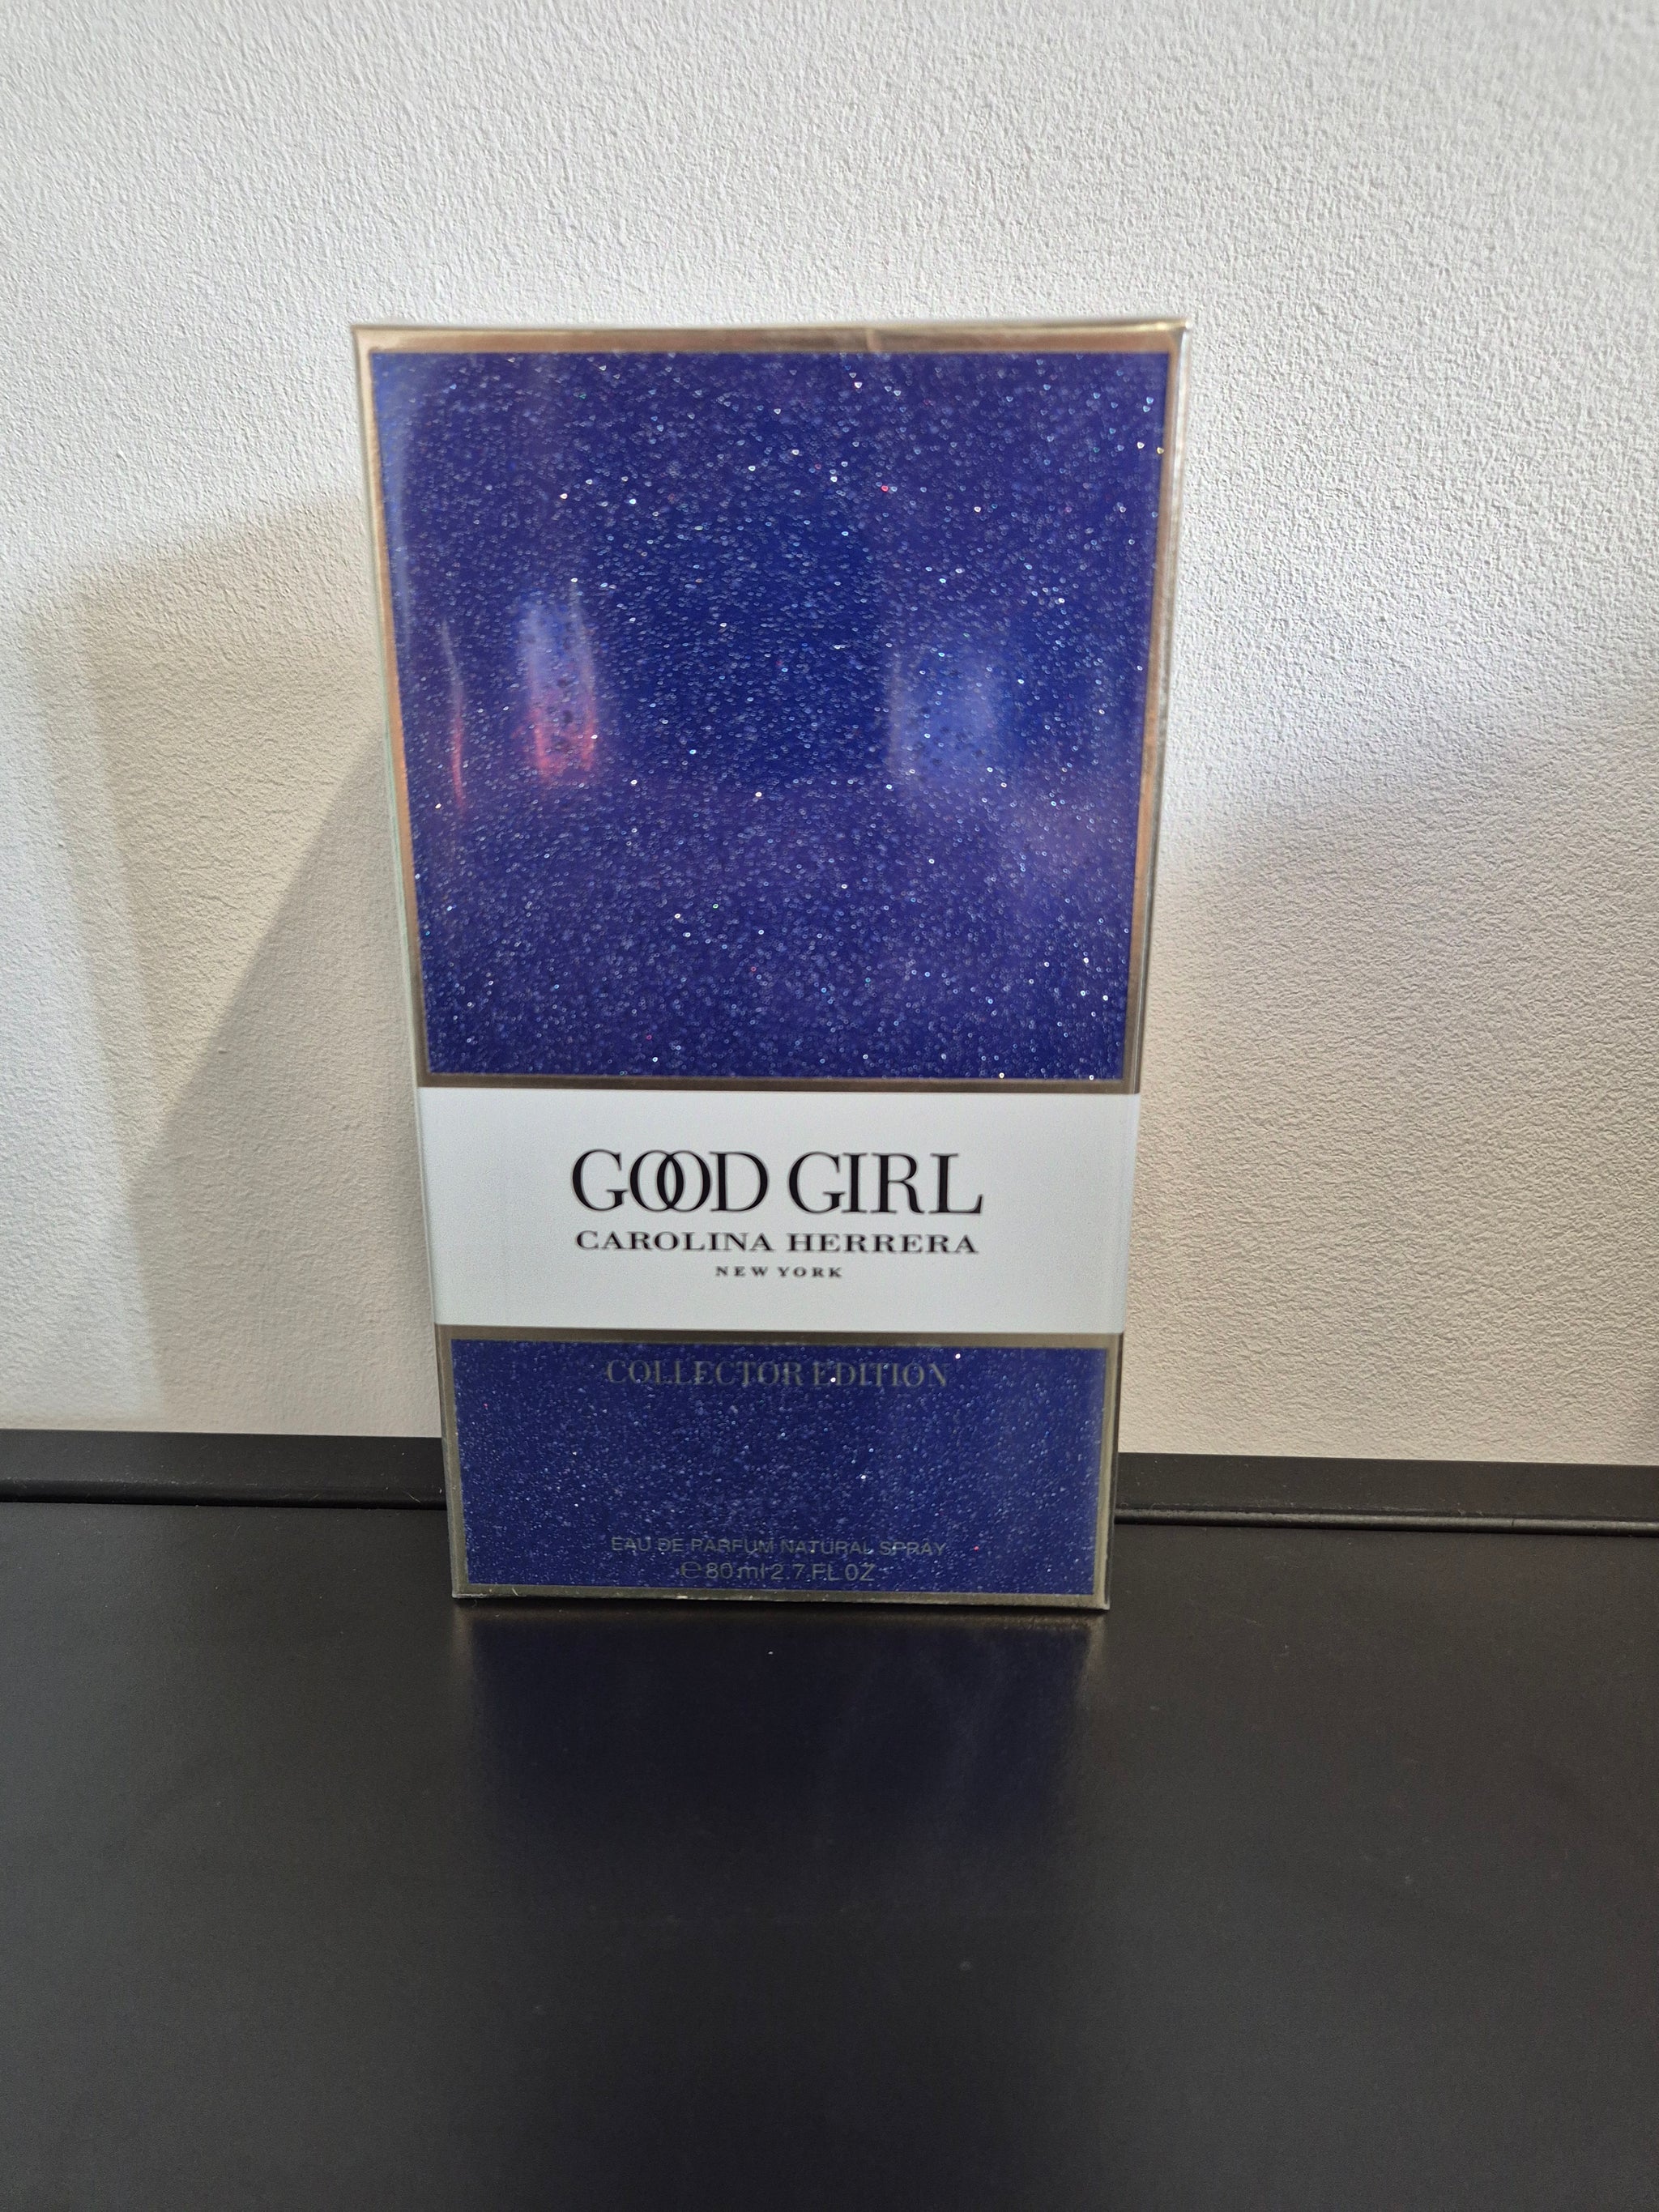 GOOD GIRL
CAROLINA HERRERA
NEW YORK
COLLECTOR EDITION
EAU DE PARFUM NATURAL SPRAY
℮ 80 ml 2.7 FL OZ